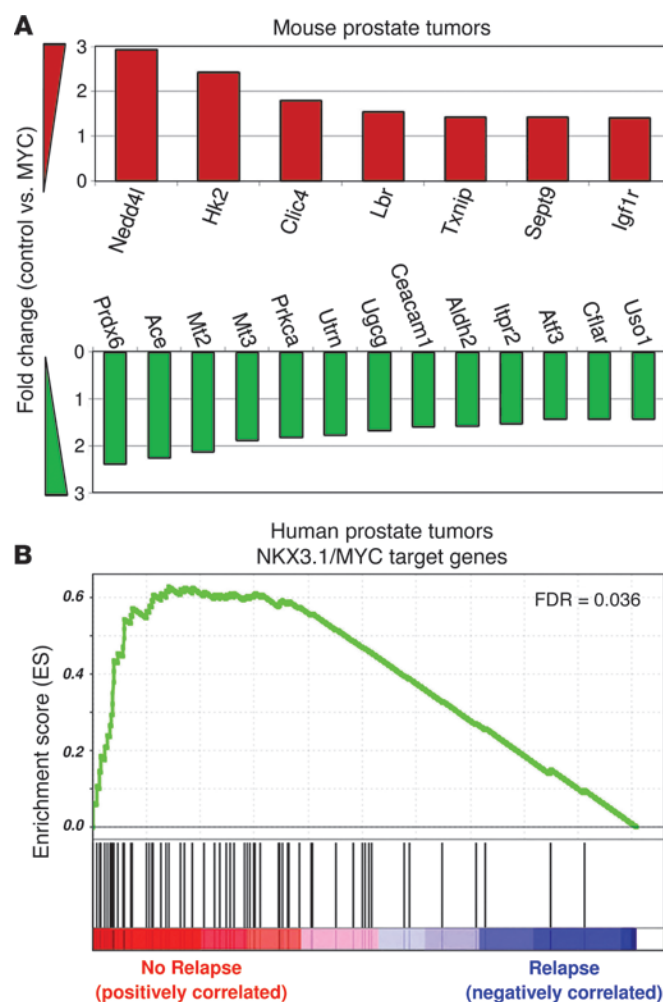 A
Mouse prostate tumors
Fold change (control vs. MYC)
3
2
1
0
Nedd4l
Hk2
Clic4
Lbr
Txnip
Sept9
Igf1r
Prdx6
Ace
Mt2
Mt3
Prkca
Utrn
Ugcg
Ceacam1
Aldh2
Itpr2
Atf3
Cflar
Uso1
0
1
2
3
B
Human prostate tumors
NKX3.1/MYC target genes
FDR = 0.036
Enrichment score (ES)
0.6
0.4
0.2
0.0
No Relapse
(positively correlated)
Relapse
(negatively correlated)